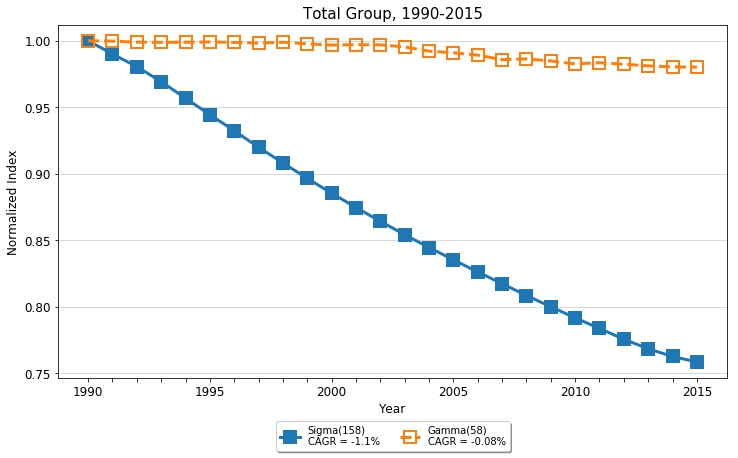 Total Group, 1990-2015
Normalized Index
1.00
0.95
0.90
0.85
0.80
0.75
1990 1995 2000 2005 2010 2015
Year
Sigma(158)
CAGR = -1.1%
Gamma(58)
CAGR = -0.08%